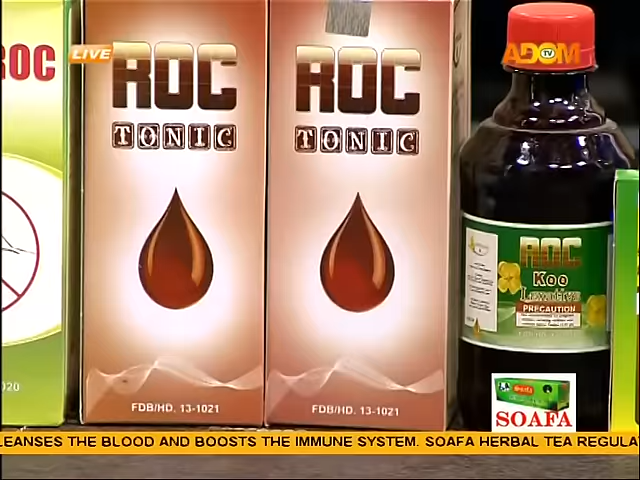 ROC
LIVE
ROC
TONIC
FDB/HD. 13-1021
ROC
TONIC
FDB/HD. 13-1021
ADOM
TV
ROC
Koo
Laxative
PRECAUTION
SOAFA
020
LEANSES THE BLOOD AND BOOSTS THE IMMUNE SYSTEM. SOAFA HERBAL TEA REGULA